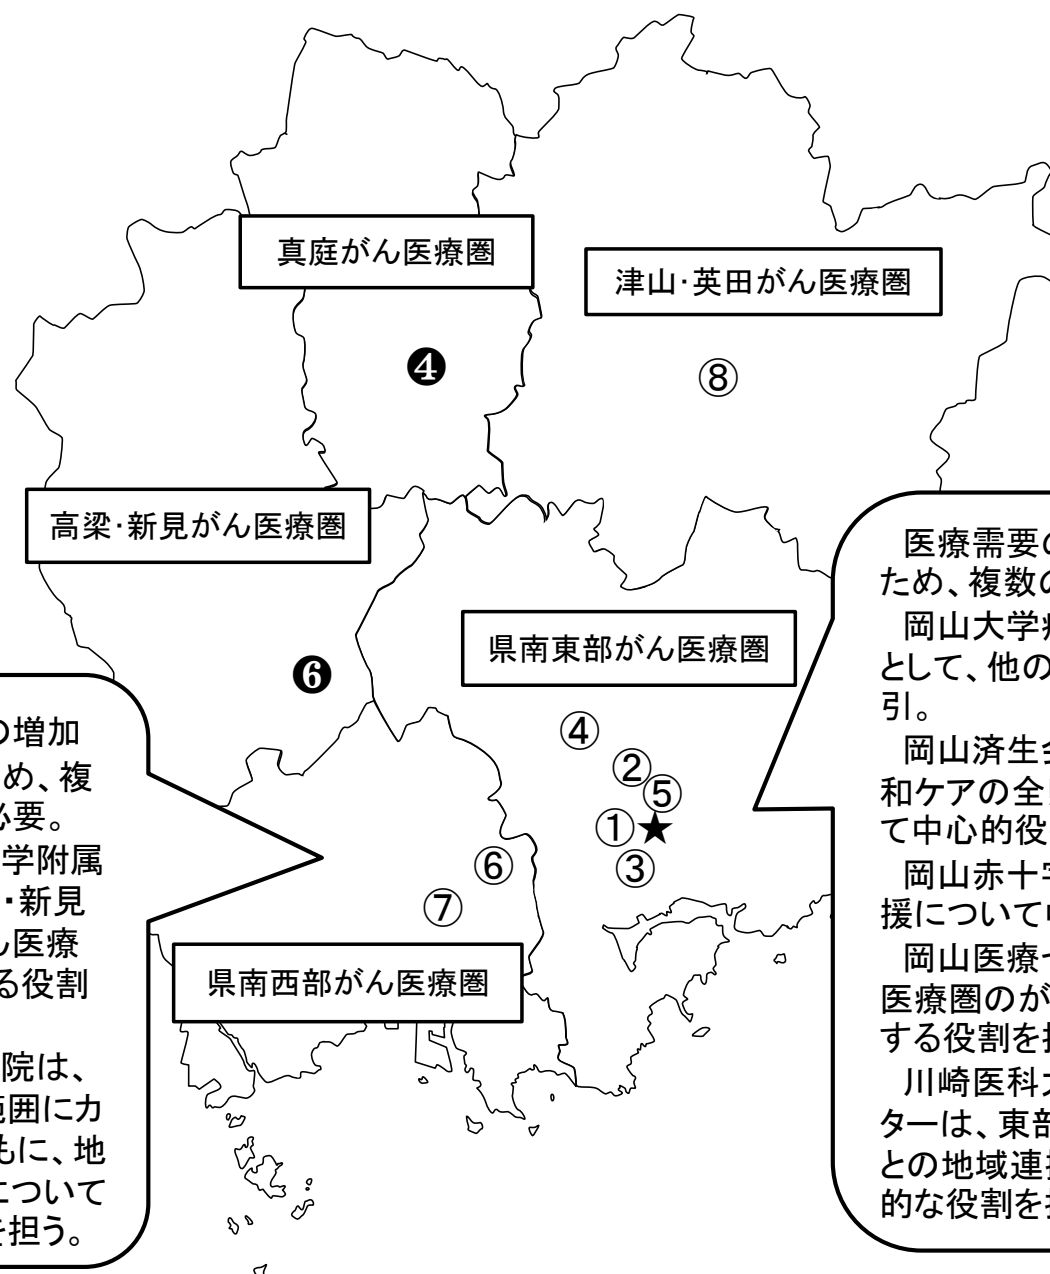 真庭がん医療圏
津山・英田がん医療圏
❹
⑧
高梁・新見がん医療圏
県南東部がん医療圏
❻
④
②
⑤
①★
③
⑥
⑦
県南西部がん医療圏
の増加
め、複
必要。
学附属
・新見
ん医療
る役割
院は、
範囲にカ
もに、地
について
を担う。
医療需要の
ため、複数の
岡山大学病
として、他の
引。
岡山済生会
和ケアの全
て中心的役
岡山赤十字
援について
岡山医療セ
医療圏のが
する役割を担
川崎医科大
ターは、東部
との地域連携
的な役割を担